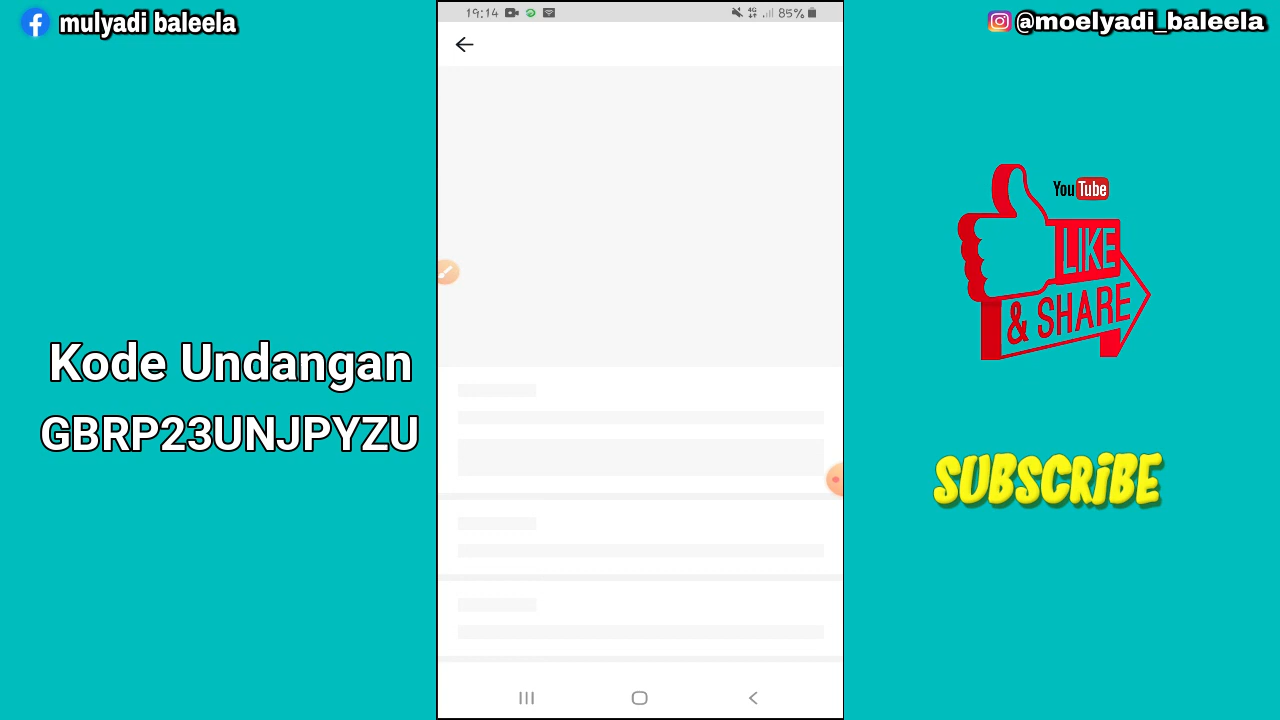 mulyadi baleela
19:14
85%
@moelyadi_baleela
YouTube
LIKE
& SHARE
Kode Undangan
GBRP23UNJPYZU
SUBSCRiBE